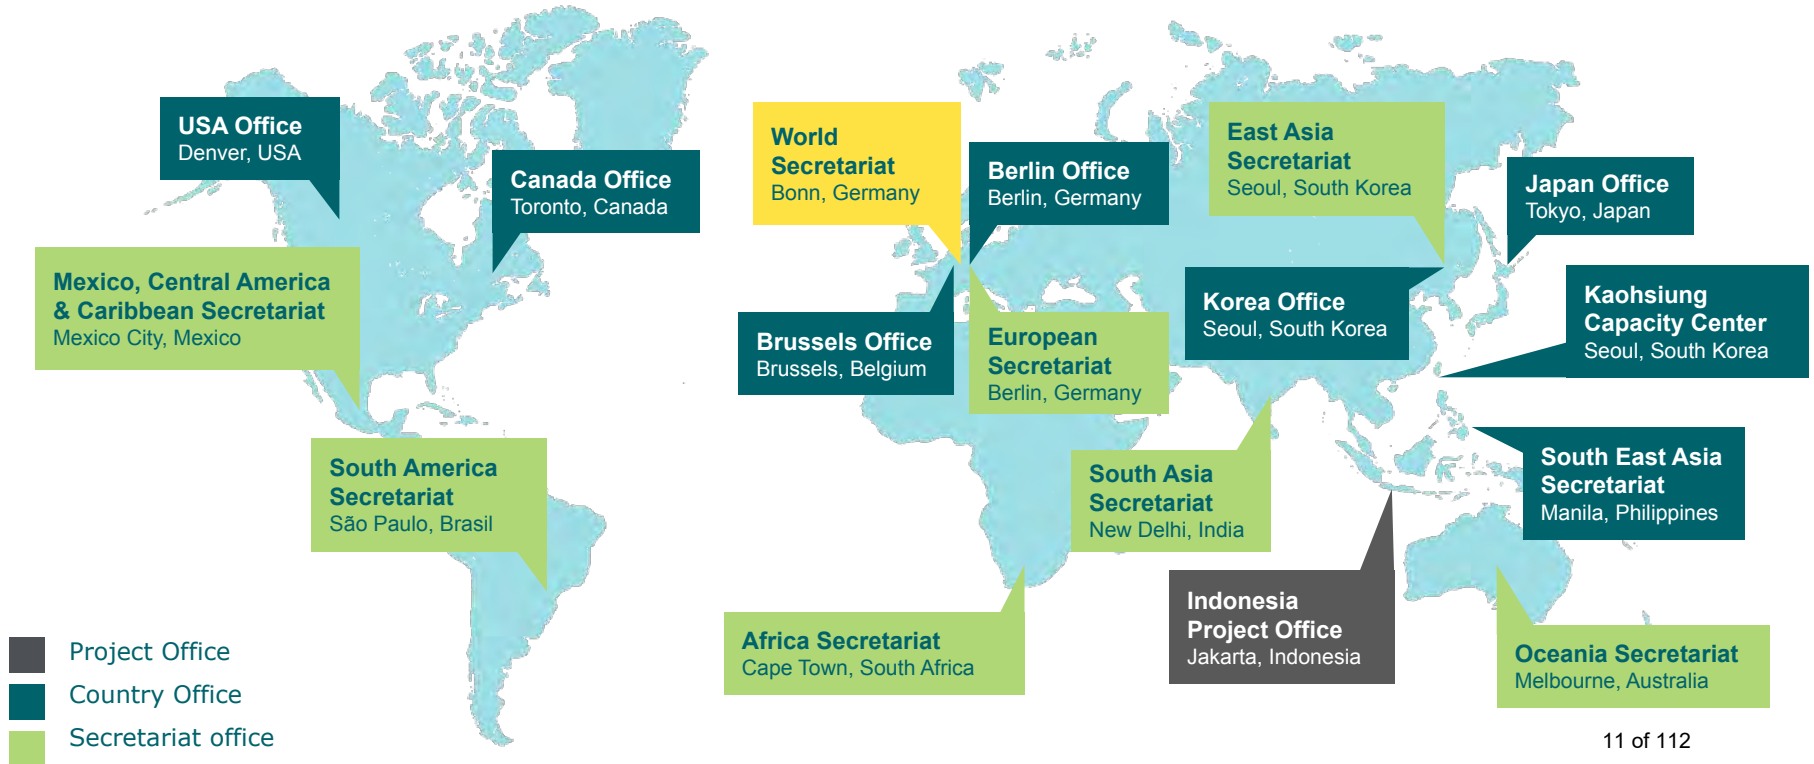 USA Office
Denver, USA
Canada Office
Toronto, Canada
Mexico, Central America
& Caribbean Secretariat
Mexico City, Mexico
South America
Secretariat
São Paulo, Brasil
World
Secretariat
Bonn, Germany
Berlin Office
Berlin, Germany
East Asia
Secretariat
Seoul, South Korea
Japan Office
Tokyo, Japan
Brussels Office
Brussels, Belgium
European
Secretariat
Berlin, Germany
Korea Office
Seoul, South Korea
Kaohsiung
Capacity Center
Seoul, South Korea
South Asia
Secretariat
New Delhi, India
South East Asia
Secretariat
Manila, Philippines
Africa Secretariat
Cape Town, South Africa
Indonesia
Project Office
Jakarta, Indonesia
Oceania Secretariat
Melbourne, Australia
Project Office
Country Office
Secretariat office
11 of 112